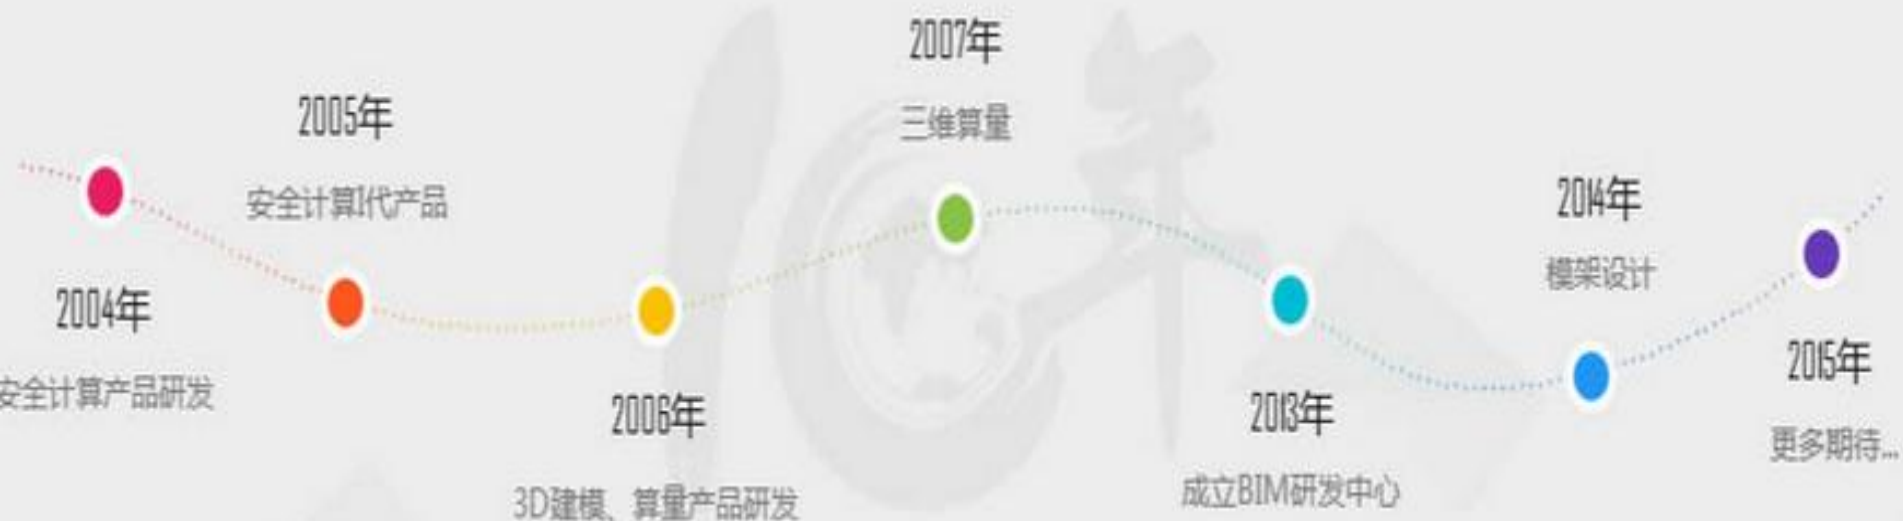 2004年
安全计算产品研发
2005年
安全计算I代产品
2006年
3D建模、算量产品研发
2007年
三维算量
2013年
成立BIM研发中心
2014年
模架设计
2015年
更多期待...
10年